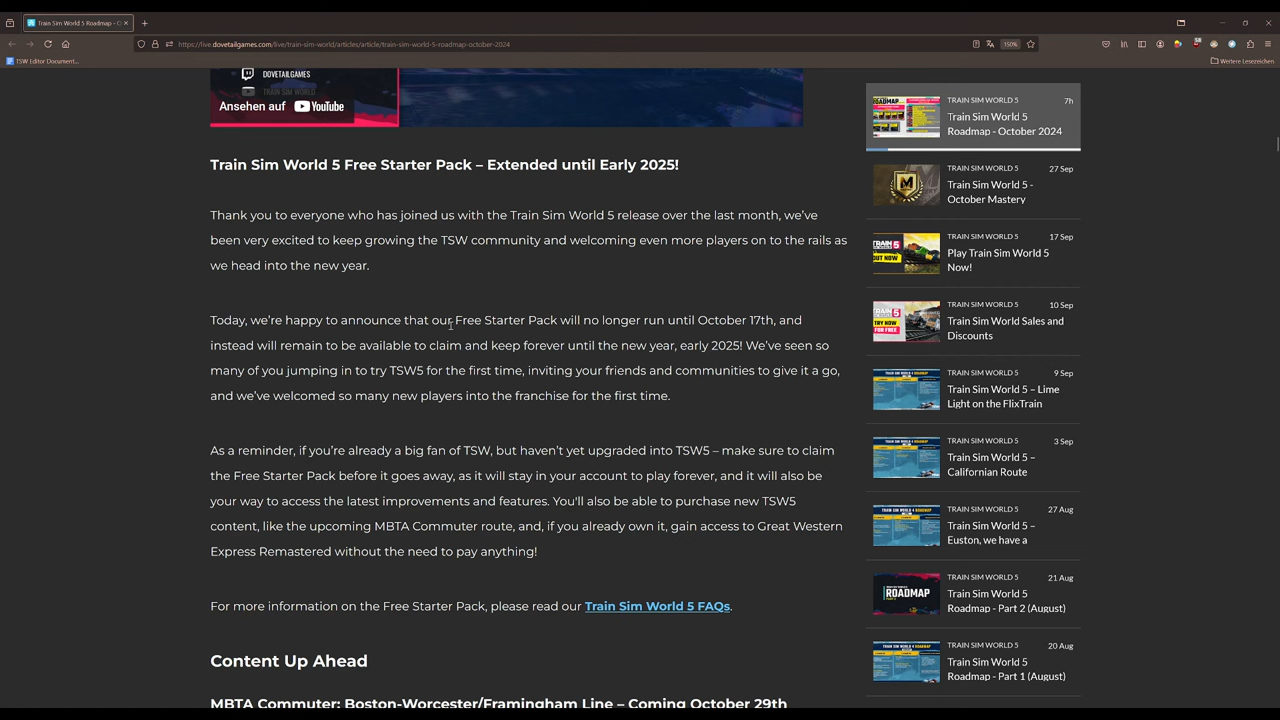 Train Sim World 5 Roadmap - O
https://live.dovetailgames.com/live/train-sim-world/articles/article/train-sim-world-5-roadmap-october-2024
150%
58
TSW Editor Document...
Weitere Lesezeichen
DOVETAILGAMES
TRAIN SIM WORLD
Ansehen auf YouTube
Train Sim World 5 Free Starter Pack – Extended until Early 2025!
Thank you to everyone who has joined us with the Train Sim World 5 release over the last month, we’ve
been very excited to keep growing the TSW community and welcoming even more players on to the rails as
we head into the new year.
Today, we’re happy to announce that our Free Starter Pack will no longer run until October 17th, and
instead will remain to be available to claim and keep forever until the new year, early 2025! We’ve seen so
many of you jumping in to try TSW5 for the first time, inviting your friends and communities to give it a go,
and we’ve welcomed so many new players into the franchise for the first time.
As a reminder, if you’re already a big fan of TSW, but haven’t yet upgraded into TSW5 – make sure to claim
the Free Starter Pack before it goes away, as it will stay in your account to play forever, and it will also be
your way to access the latest improvements and features. You’ll also be able to purchase new TSW5
content, like the upcoming MBTA Commuter route, and, if you already own it, gain access to Great Western
Express Remastered without the need to pay anything!
For more information on the Free Starter Pack, please read our Train Sim World 5 FAQs.
Content Up Ahead
MBTA Commuter: Boston-Worcester/Framingham Line – Coming October 29th
ROADMAP
TRAIN SIM WORLD 5
7h
Train Sim World 5
Roadmap - October 2024
TRAIN SIM WORLD 5
27 Sep
Train Sim World 5 -
October Mastery
TRAIN SIM WORLD 5
17 Sep
Play Train Sim World 5
Now!
TRAIN SIM WORLD 5
10 Sep
Train Sim World Sales and
Discounts
TRAIN SIM WORLD 5
9 Sep
Train Sim World 5 – Lime
Light on the FlixTrain
TRAIN SIM WORLD 5
3 Sep
Train Sim World 5 –
Californian Route
TRAIN SIM WORLD 5
27 Aug
Train Sim World 5 –
Euston, we have a
ROADMAP
TRAIN SIM WORLD 5
21 Aug
Train Sim World 5
Roadmap - Part 2 (August)
TRAIN SIM WORLD 5
20 Aug
Train Sim World 5
Roadmap - Part 1 (August)